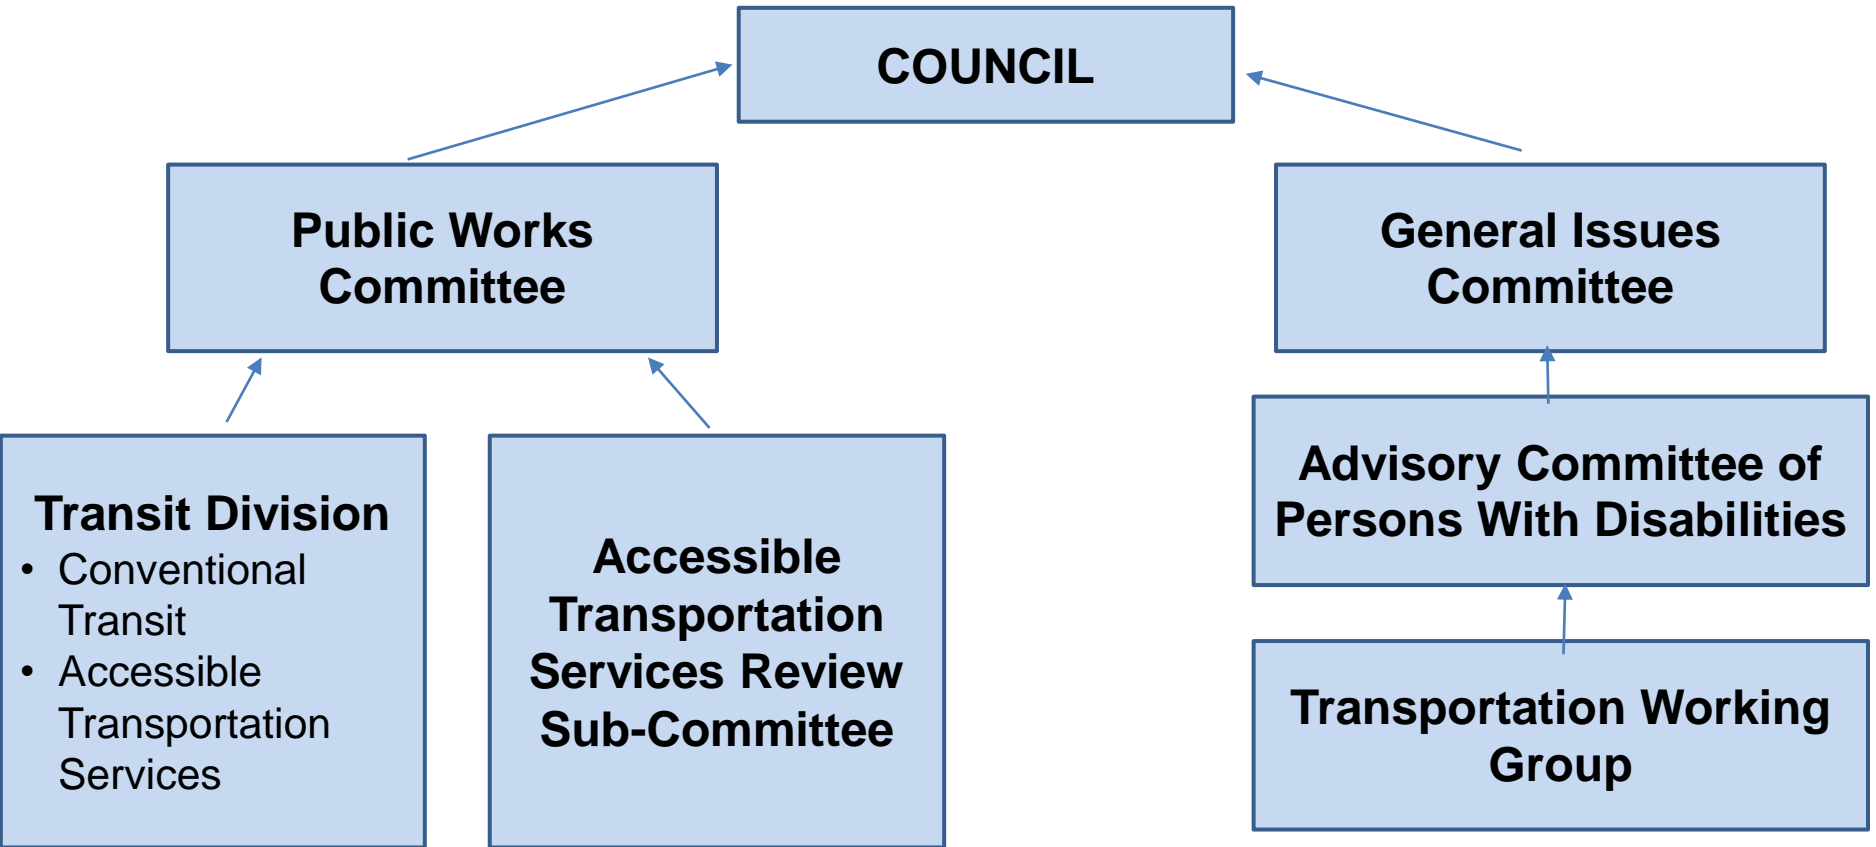 COUNCIL
Public Works
Committee
General Issues
Committee
Transit Division
• Conventional
Transit
• Accessible
Transportation
Services
Accessible
Transportation
Services Review
Sub-Committee
Advisory Committee of
Persons With Disabilities
Transportation Working
Group